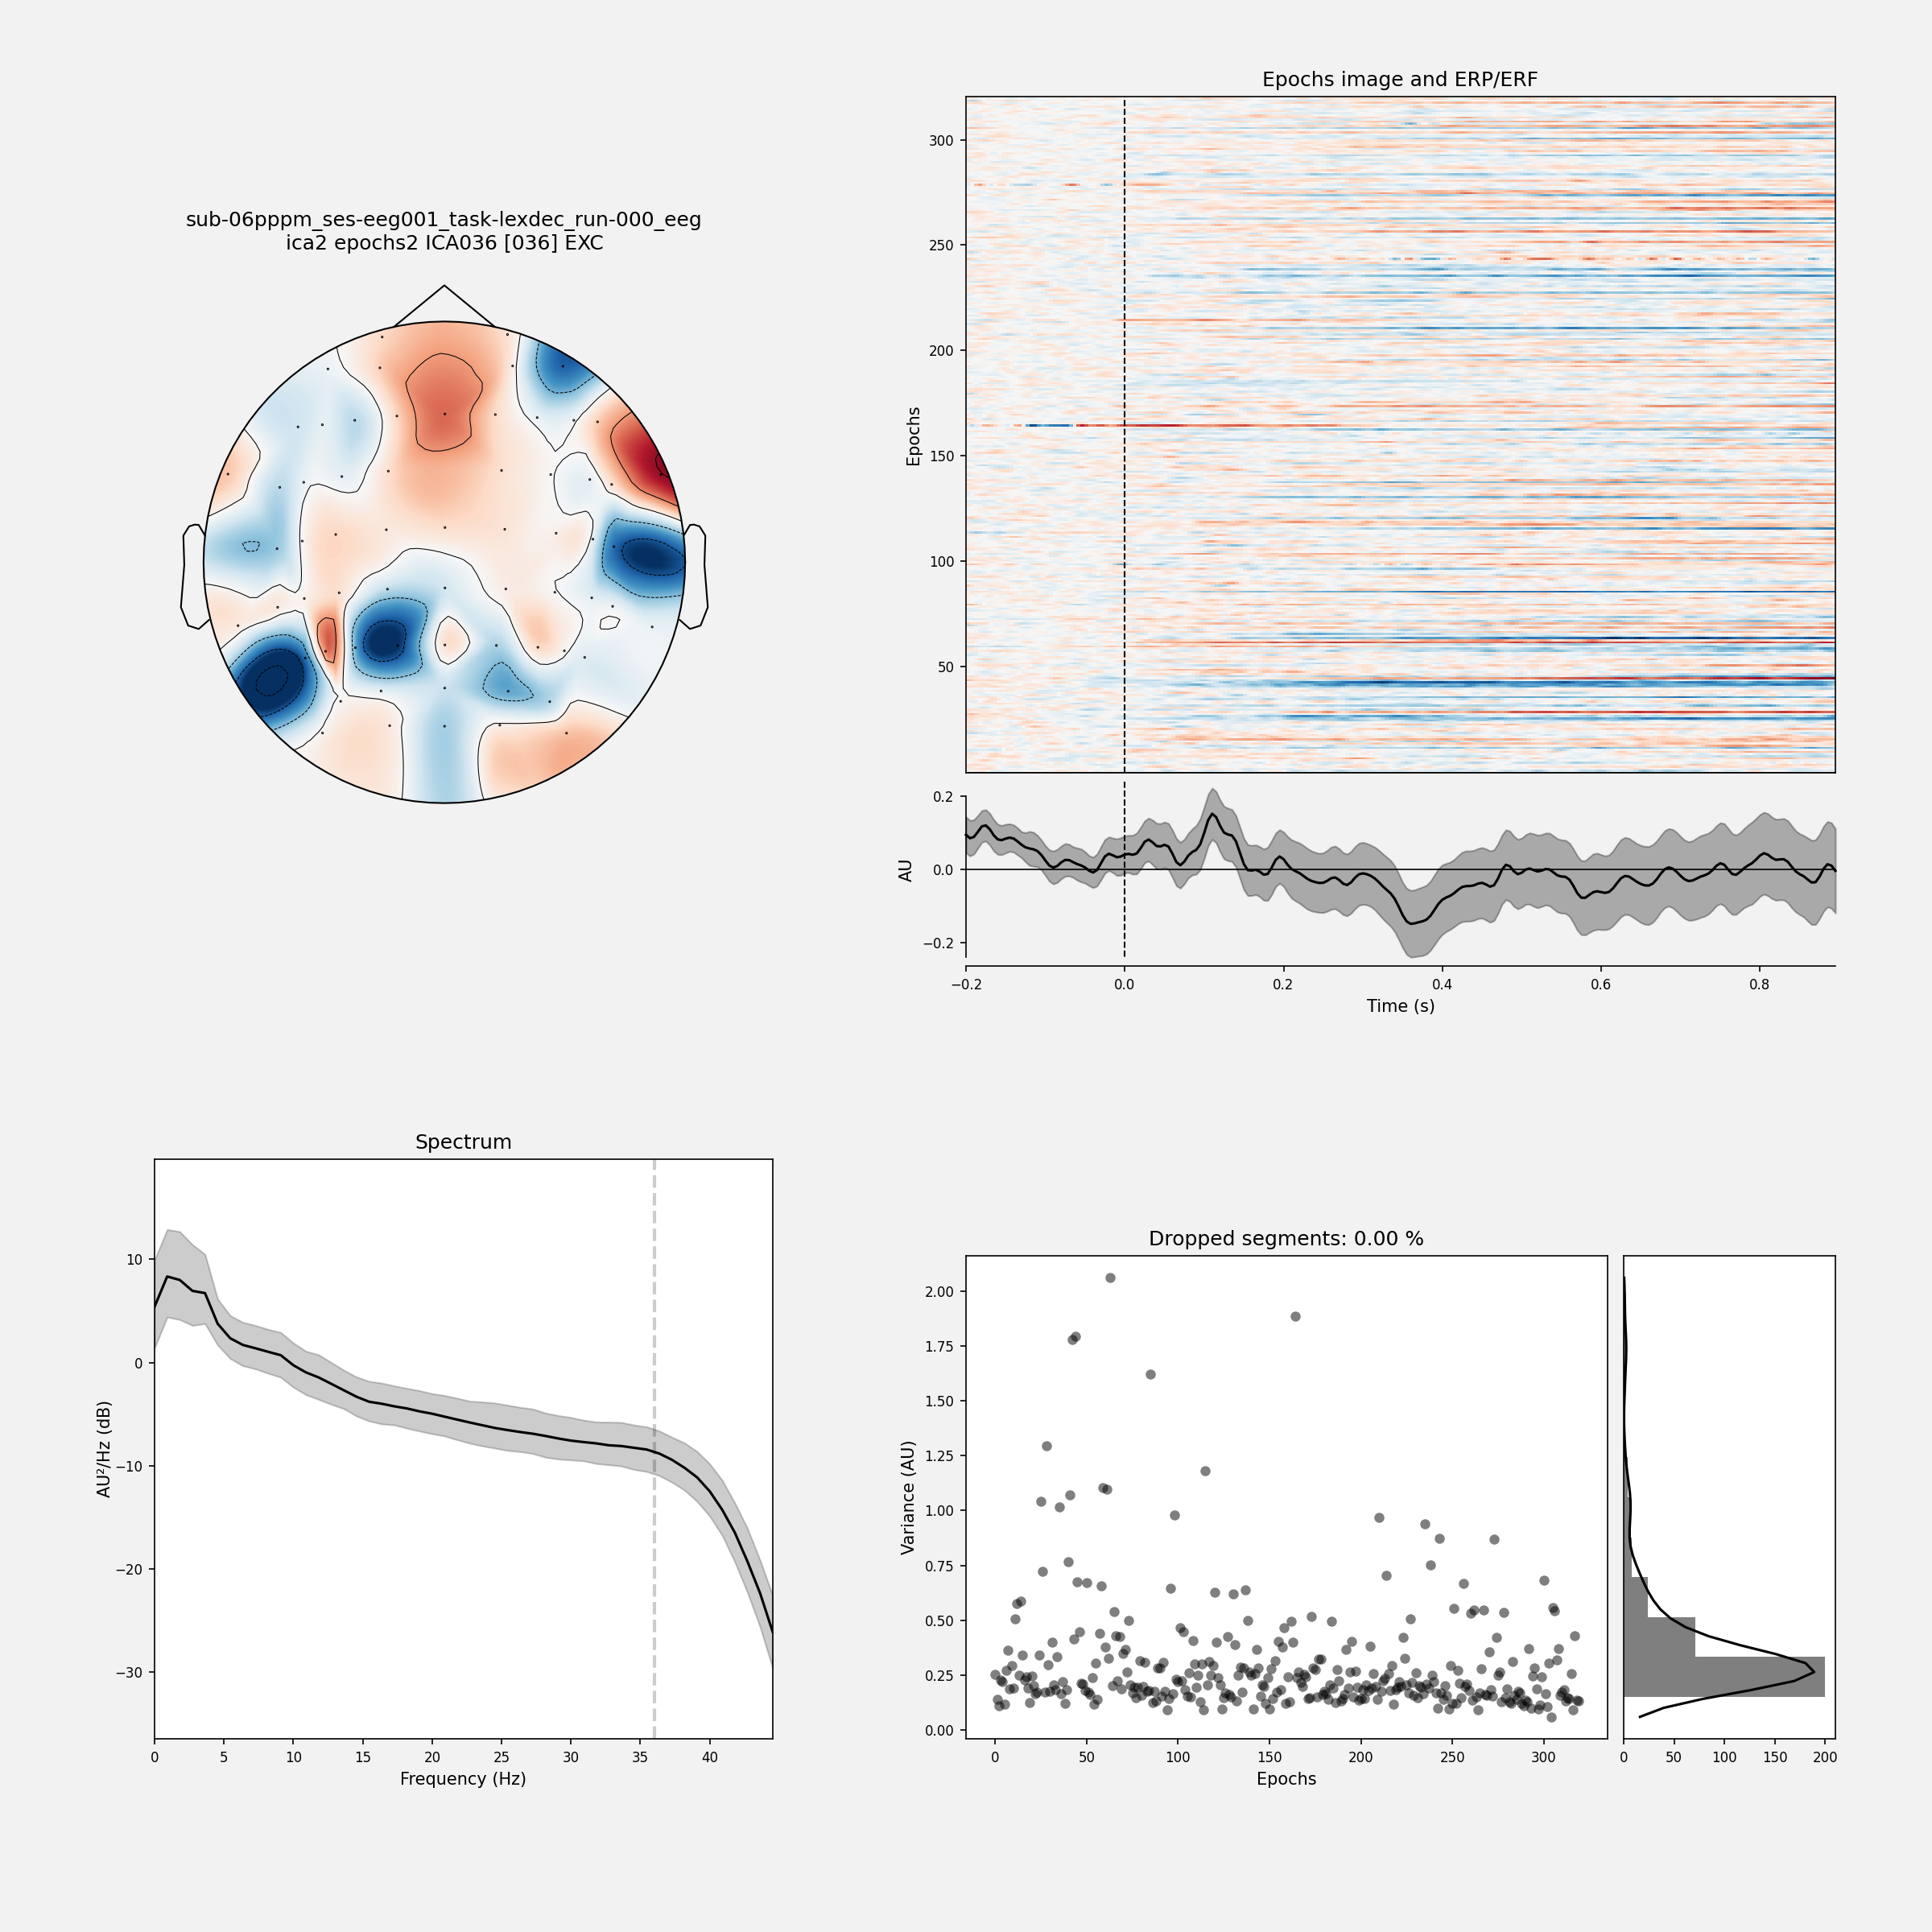 sub-06pppm_ses-eeg001_task-lexdec_run-000_eeg
ica2 epochs2 ICA036 [036] EXC
Epochs image and ERP/ERF
300
250
200
150
100
50
Epochs
0.2
0.0
−0.2
AU
−0.2 0.0 0.2 0.4 0.6 0.8
Time (s)
Spectrum
10
0
−10
−20
−30
AU²/Hz (dB)
0 5 10 15 20 25 30 35 40
Frequency (Hz)
Dropped segments: 0.00 %
2.00
1.75
1.50
1.25
1.00
0.75
0.50
0.25
0.00
Variance (AU)
0 50 100 150 200 250 300
Epochs
0 50 100 150 200